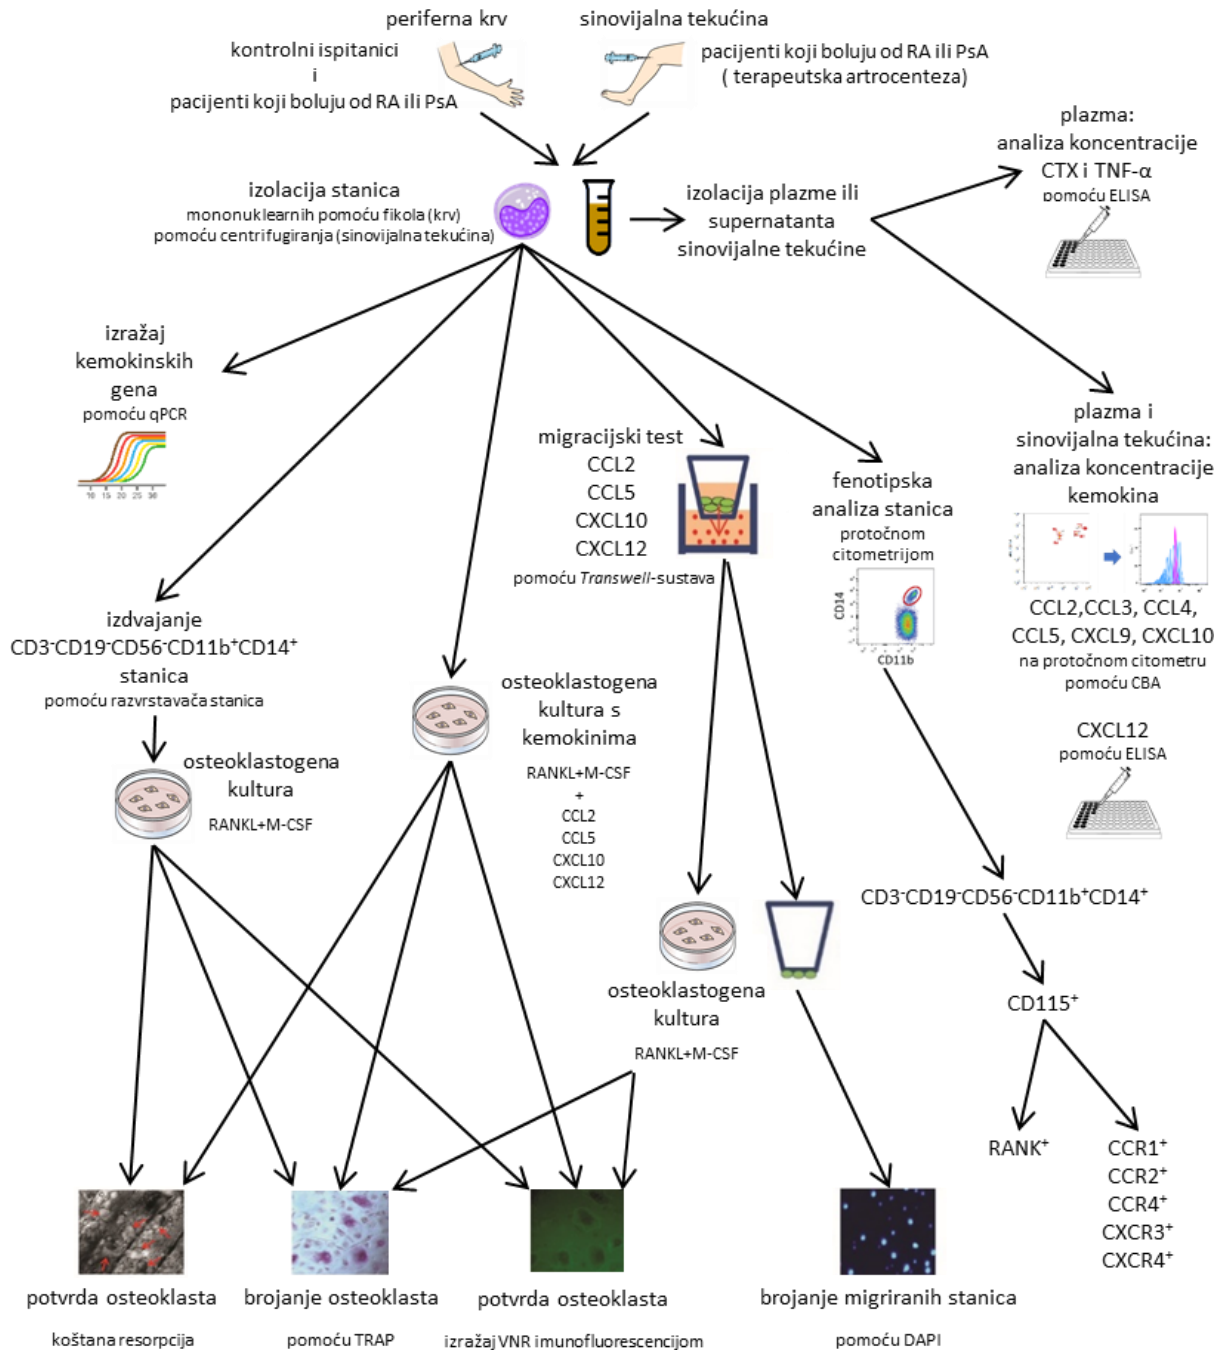 periferna krv
sinovijalna tekućina
kontrolni ispitanici
i
pacijenti koji boluju od RA ili PsA
pacijenti koji boluju od RA ili PsA
( terapeutska artrocenteza)
plazma:
analiza koncentracije
CTX i TNF-α
pomoću ELISA
izolacija stanica
mononuklearnih pomoću fikola (krv)
pomoću centrifugiranja (sinovijalna tekućina)
izolacija plazme ili
supernatanta
sinovijalne tekućine
izražaj
kemokinskih
gena
pomoću qPCR
10 15 20 25 30
migracijski test
CCL2
CCL5
CXCL10
CXCL12
pomoću Transwell-sustava
fenotipska
analiza stanica
protočnom
citometrijom
CD14
CD11b
plazma i
sinovijalna tekućina:
analiza koncentracije
kemokina
CCL2,CCL3, CCL4,
CCL5, CXCL9, CXCL10
na protočnom citometru
pomoću CBA
CXCL12
pomoću ELISA
izdvajanje
CD3⁻CD19⁻CD56⁻CD11b⁺CD14⁺
stanica
pomoću razvrstavača stanica
osteoklastogena
kultura
RANKL+M-CSF
osteoklastogena
kultura s
kemokinima
RANKL+M-CSF
+
CCL2
CCL5
CXCL10
CXCL12
osteoklastogena
kultura
RANKL+M-CSF
CD3⁻CD19⁻CD56⁻CD11b⁺CD14⁺
CD115⁺
RANK⁺
CCR1⁺
CCR2⁺
CCR4⁺
CXCR3⁺
CXCR4⁺
potvrda osteoklasta
koštana resorpcija
brojanje osteoklasta
pomoću TRAP
potvrda osteoklasta
izražaj VNR imunofluorescencijom
brojanje migriranih stanica
pomoću DAPI